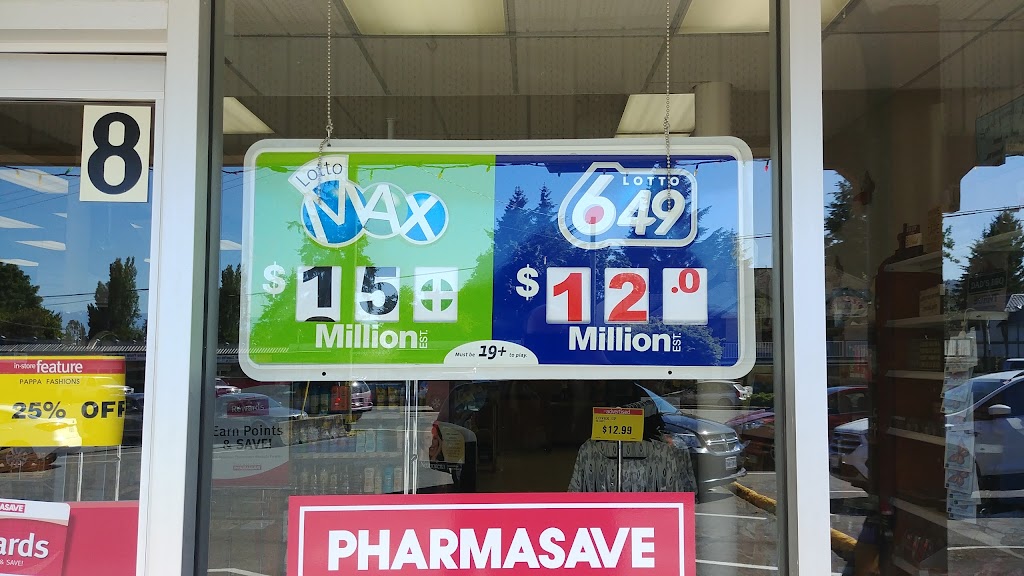 8
Lotto
MAX
$15
Million EST.
LOTTO
649
$12.0
Million EST.
Must be 19+ to play.
in-store feature
PAPPA FASHIONS
25% OFF
Earn Points
& SAVE!
$12.99
ards
& SAVE!
PHARMASAVE